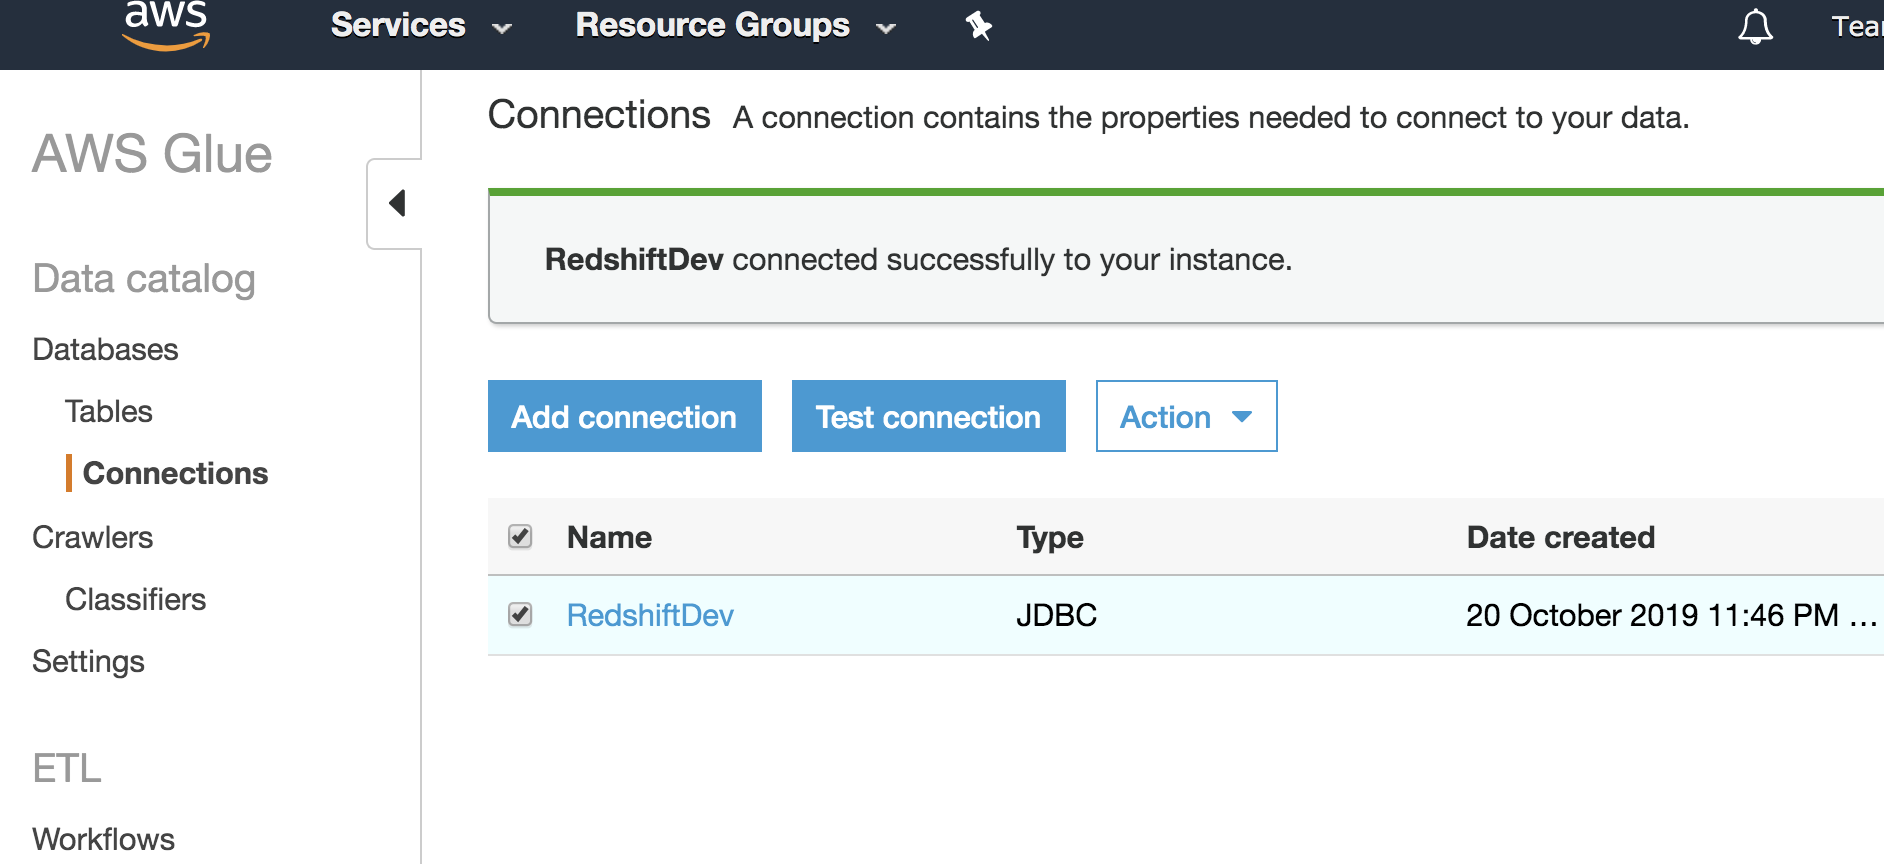 aws
Services
Resource Groups
AWS Glue
Data catalog
Databases
Tables
Connections
Crawlers
Classifiers
Settings
ETL
Workflows
Connections A connection contains the properties needed to connect to your data.
RedshiftDev connected successfully to your instance.
Add connection
Test connection
Action
Name Type Date created
RedshiftDev JDBC 20 October 2019 11:46 PM ...